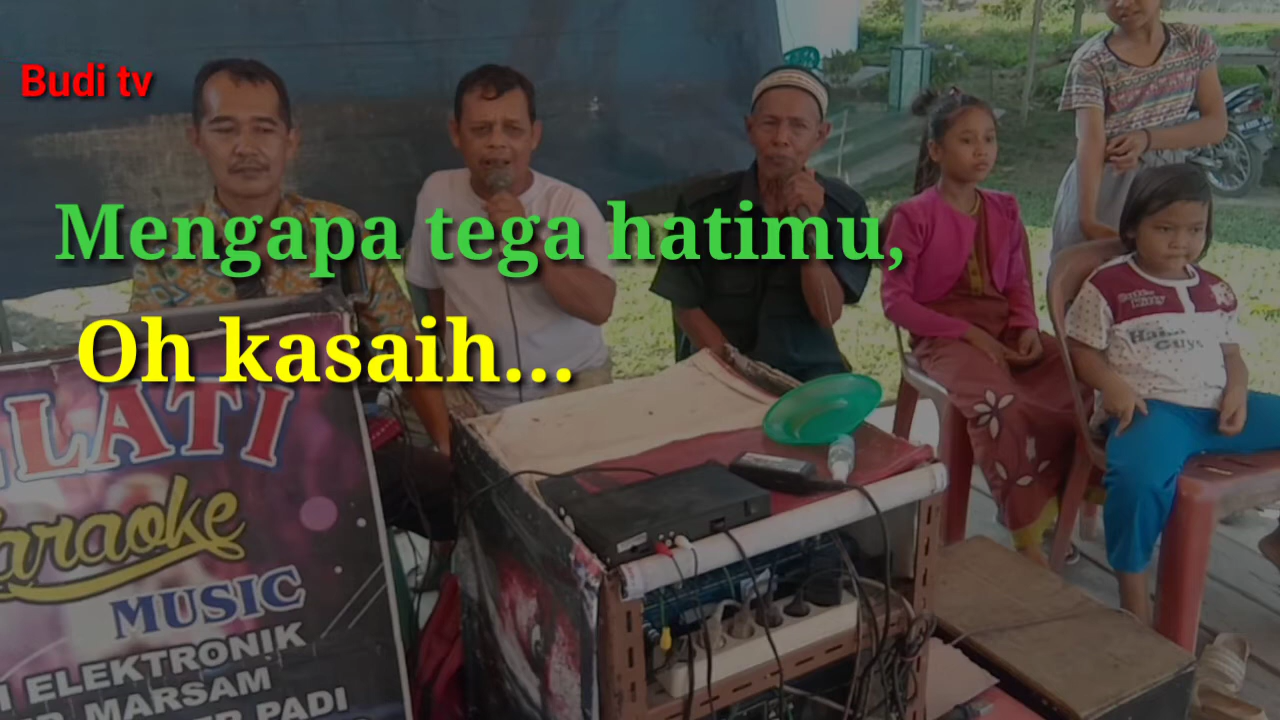 Budi tv
Mengapa tega hatimu,
Oh kasaih...
LATI
araoke
MUSIC
ELEKTRONIK
MARSAM
PADI